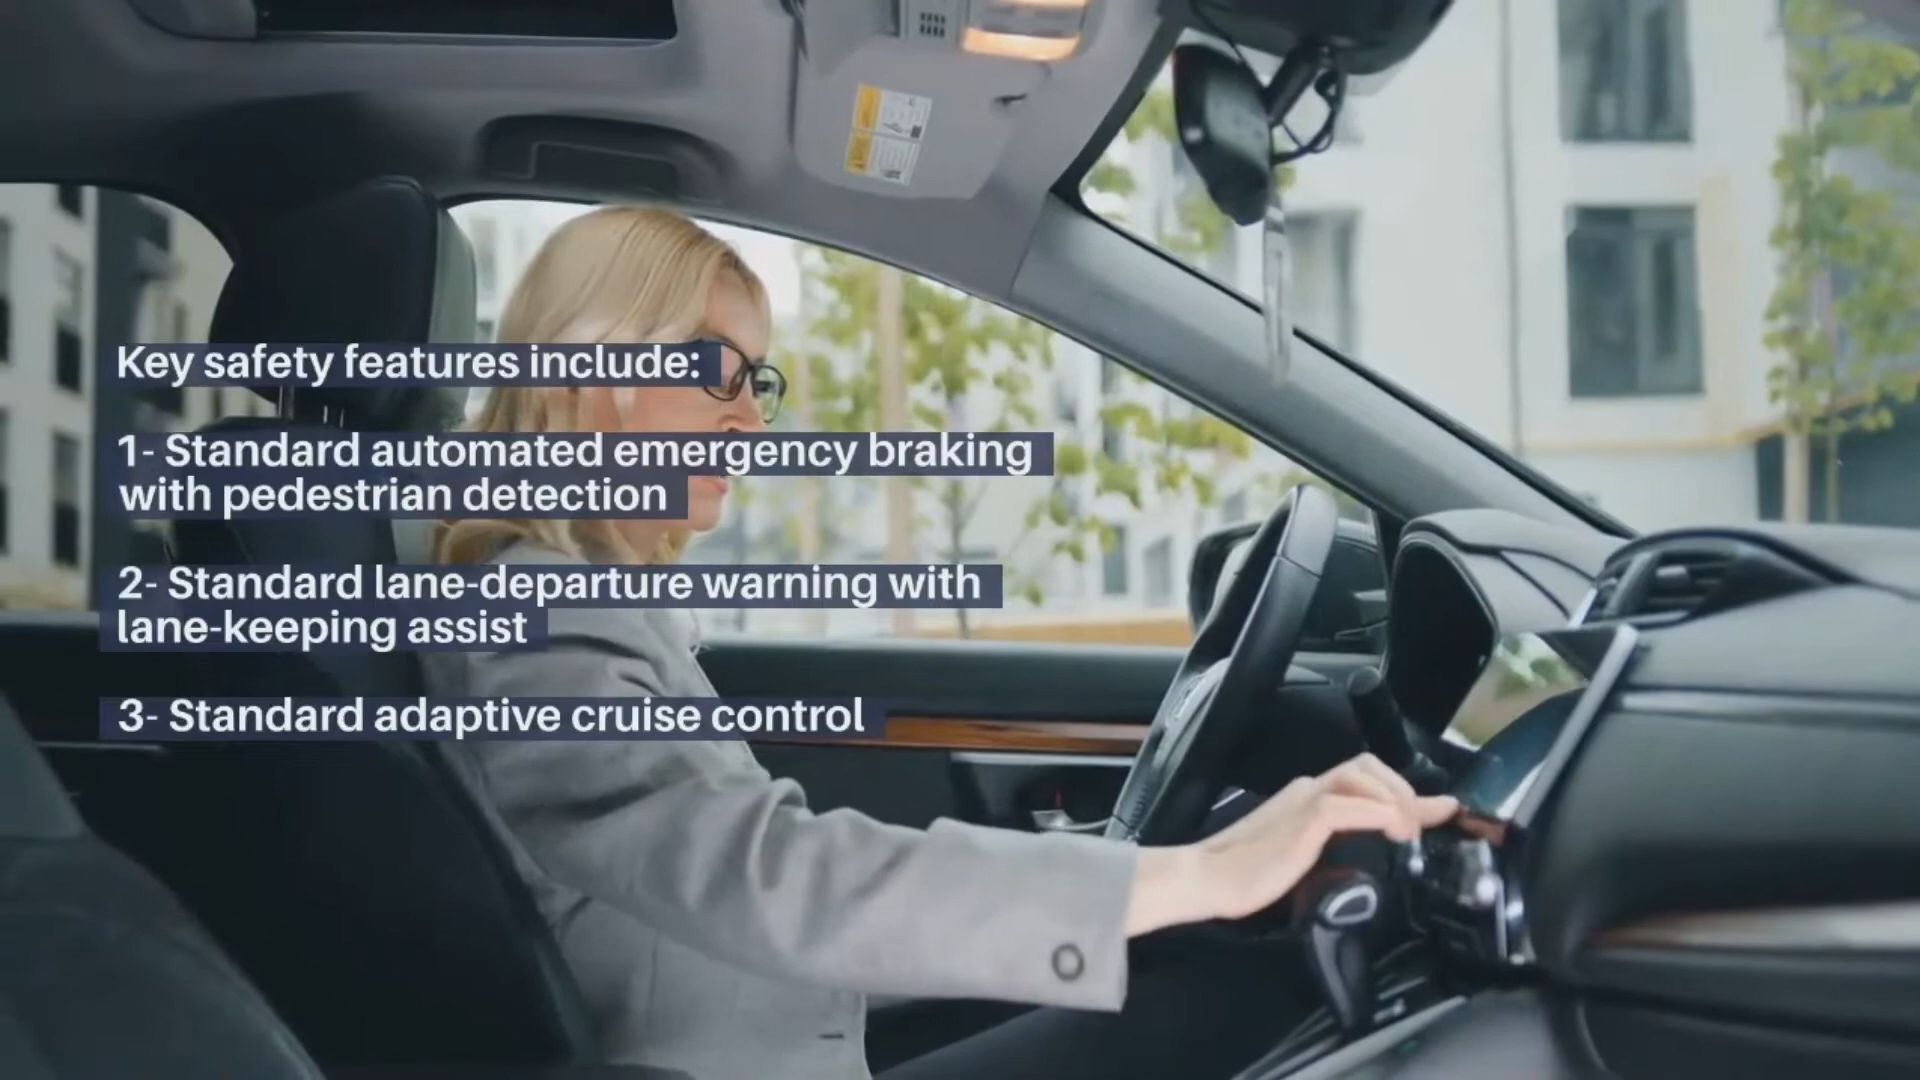 Key safety features include:
1- Standard automated emergency braking
with pedestrian detection
2- Standard lane-departure warning with
lane-keeping assist
3- Standard adaptive cruise control